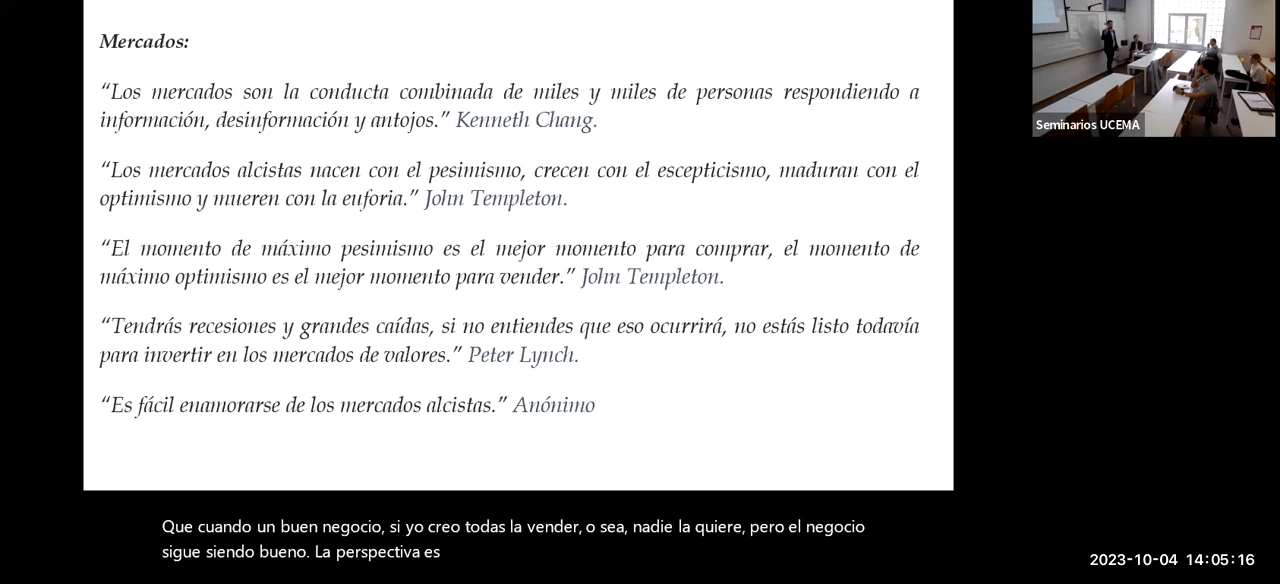 Mercados:
“Los mercados son la conducta combinada de miles y miles de personas respondiendo a
información, desinformación y antojos.” Kenneth Chang.
“Los mercados alcistas nacen con el pesimismo, crecen con el escepticismo, maduran con el
optimismo y mueren con la euforia.” John Templeton.
“El momento de máximo pesimismo es el mejor momento para comprar, el momento de
máximo optimismo es el mejor momento para vender.” John Templeton.
“Tendrás recesiones y grandes caídas, si no entiendes que eso ocurrirá, no estás listo todavía
para invertir en los mercados de valores.” Peter Lynch.
“Es fácil enamorarse de los mercados alcistas.” Anónimo
Seminarios UCEMA
Que cuando un buen negocio, si yo creo todas la vender, o sea, nadie la quiere, pero el negocio
sigue siendo bueno. La perspectiva es
2023-10-04 14:05:16